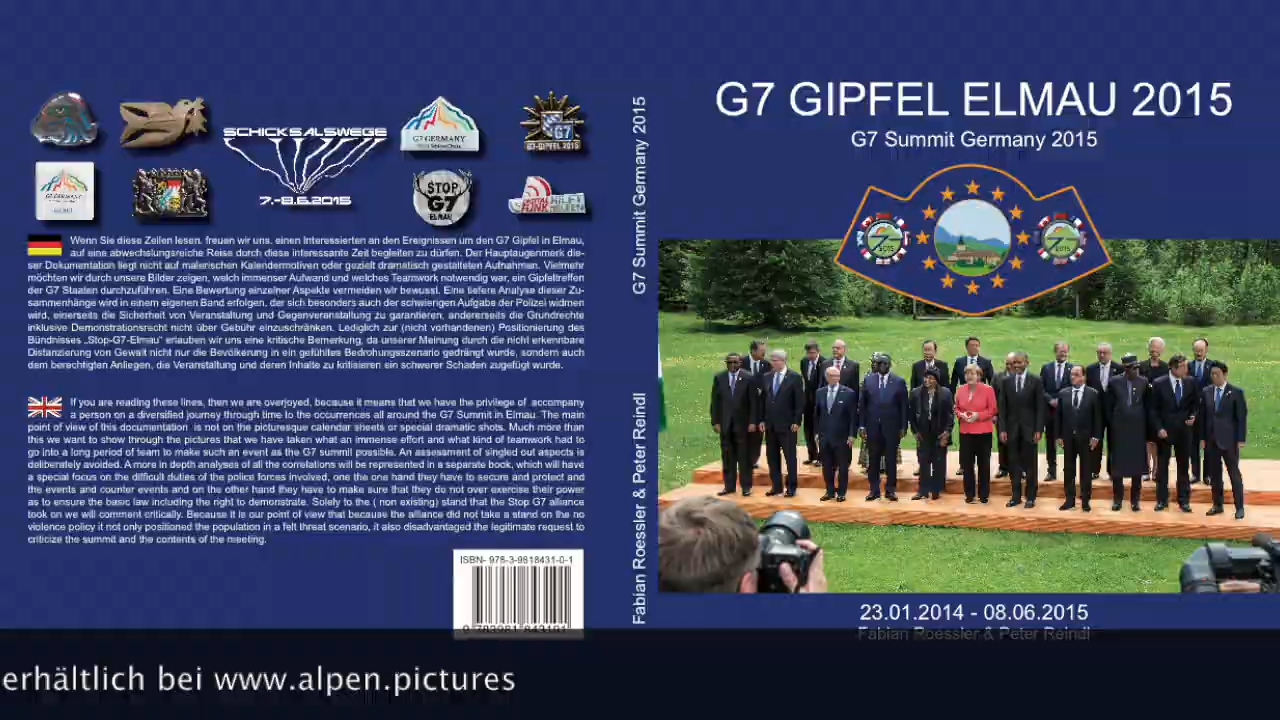 SCHICKSALSWEGE
7.-8.6.2015
G7 GERMANY
G7-GIPFEL 2015
G7 GERMANY
STOP
G7
ELMAU
Wenn Sie diese Zeilen lesen, freuen wir uns, einen Interessierten an den Ereignissen um den G7 Gipfel in Elmau,
auf eine abwechslungsreiche Reise durch diese interessante Zeit begleiten zu dürfen. Der Hauptaugenmerk die-
ser Dokumentation liegt nicht auf malerischen Kalendermotiven oder gezielt dramatisch gestalteten Aufnahmen. Vielmehr
möchten wir durch unsere Bilder zeigen, welch immenser Aufwand und welches Teamwork notwendig war, ein Gipfeltreffen
der G7 Staaten durchzuführen. Eine Bewertung einzelner Aspekte vermeiden wir bewusst. Eine tiefere Analyse dieser Zu-
sammenhänge wird in einem eigenen Band erfolgen, der sich besonders auch der schwierigen Aufgabe der Polizei widmen
wird, einerseits die Sicherheit von Veranstaltung und Gegenveranstaltung zu garantieren, andererseits die Grundrechte
inklusive Demonstrationsrecht nicht über Gebühr einzuschränken. Lediglich zur (nicht vorhandenen) Positionierung des
Bündnisses „Stop-G7-Elmau“ erlauben wir uns eine kritische Bemerkung, da unserer Meinung durch die nicht erkennbare
Distanzierung von Gewalt nicht nur die Bevölkerung in ein gefühltes Bedrohungsszenario gedrängt wurde, sondern auch
dem berechtigten Anliegen, die Veranstaltung und deren Inhalte zu kritisieren ein schwerer Schaden zugefügt wurde.
If you are reading these lines, then we are overjoyed, because it means that we have the privilege of accompany
a person on a diversified journey through time to the occurrences all around the G7 Summit in Elmau. The main
point of view of this documentation is not on the picturesque calendar sheets or special dramatic shots. Much more than
this we want to show through the pictures that we have taken what an immense effort and what kind of teamwork had to
go into a long period of team to make such an event as the G7 summit possible. An assessment of singled out aspects is
deliberately avoided. A more in depth analyses of all the correlations will be represented in a separate book, which will have
a special focus on the difficult duties of the police forces involved, one the one hand they have to secure and protect and
the events and counter events and on the other hand they have to make sure that they do not over exercise their power
as to ensure the basic law including the right to demonstrate. Solely to the ( non existing) stand that the Stop G7 alliance
took on we will comment critically. Because it is our point of view that because the alliance did not take a stand on the no
violence policy it not only positioned the population in a felt threat scenario, it also disadvantaged the legitimate request to
criticize the summit and the contents of the meeting.
ISBN- 978-3-9818431-0-1
9 783981 843101
G7 Summit Germany 2015
Fabian Roessler & Peter Reindl
G7 GIPFEL ELMAU 2015
G7 Summit Germany 2015
2015
2015
23.01.2014 - 08.06.2015
Fabian Roessler & Peter Reindl
erhältlich bei www.alpen.pictures